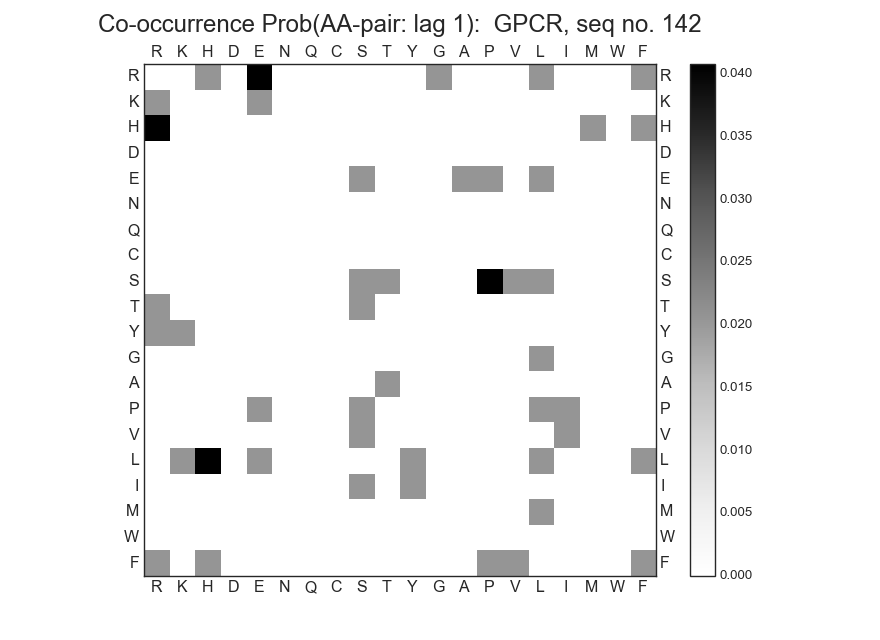 Co-occurrence Prob(AA-pair: lag 1):  GPCR, seq no. 142
R K H D E N Q C S T Y G A P V L I M W F
R R 0.040
K K
H H 0.035
D D
E E 0.030
N N
Q Q
C C 0.025
S S
T T 0.020
Y Y
G G
A A 0.015
P P
V V 0.010
L L
I I 0.005
M M
W W
F F 0.000
R K H D E N Q C S T Y G A P V L I M W F